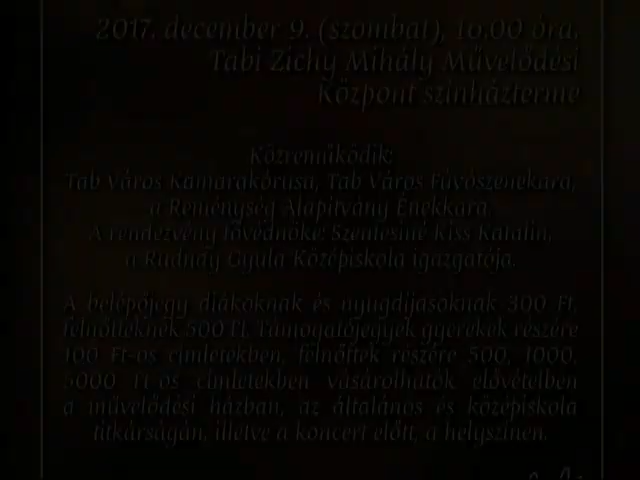 2017. december 9. (szombat), 16.00 óra,
Tabi Zichy Mihály Művelődési
Központ színházterme
Közreműködik:
Tab Város Kamarakórusa, Tab Város Fúvószenekara,
a Reménység Alapítvány Énekkara.
A rendezvény fővédnöke: Szentesiné Kiss Katalin,
a Rudnay Gyula Középiskola igazgatója.
A belépőjegy diákoknak és nyugdíjasoknak 300 Ft,
felnőtteknek 500 Ft. Támogatójegyek gyerekek részére
100 Ft-os címletekben, felnőttek részére 500, 1000,
5000 Ft-os címletekben vásárolhatók elővételben
a művelődési házban, az általános és középiskola
titkárságán, illetve a koncert előtt, a helyszínen.